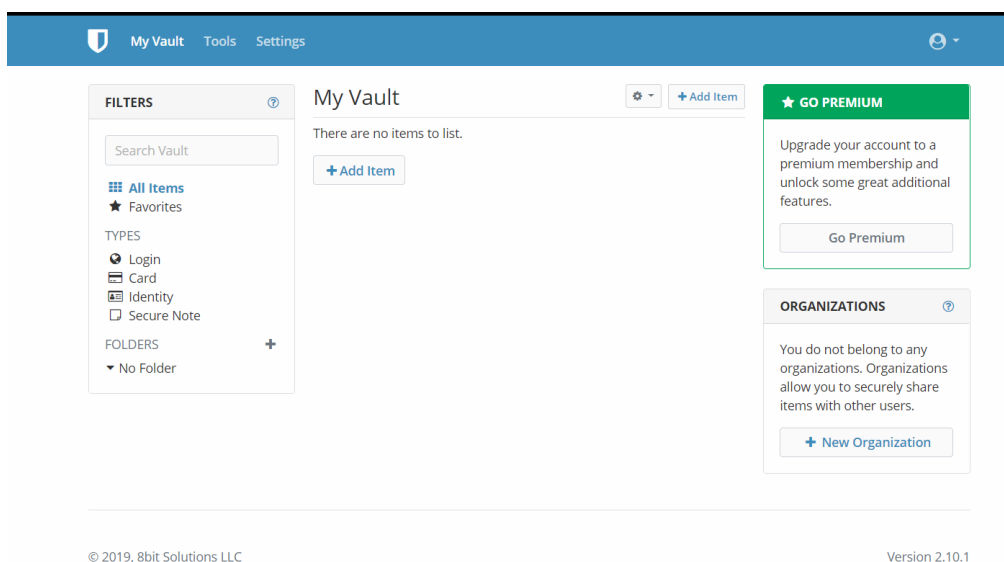 My Vault Tools Settings
FILTERS
Search Vault
All Items
Favorites
TYPES
Login
Card
Identity
Secure Note
FOLDERS
No Folder
My Vault
+ Add Item
There are no items to list.
+ Add Item
GO PREMIUM
Upgrade your account to a
premium membership and
unlock some great additional
features.
Go Premium
ORGANIZATIONS
You do not belong to any
organizations. Organizations
allow you to securely share
items with other users.
+ New Organization
© 2019, 8bit Solutions LLC
Version 2.10.1